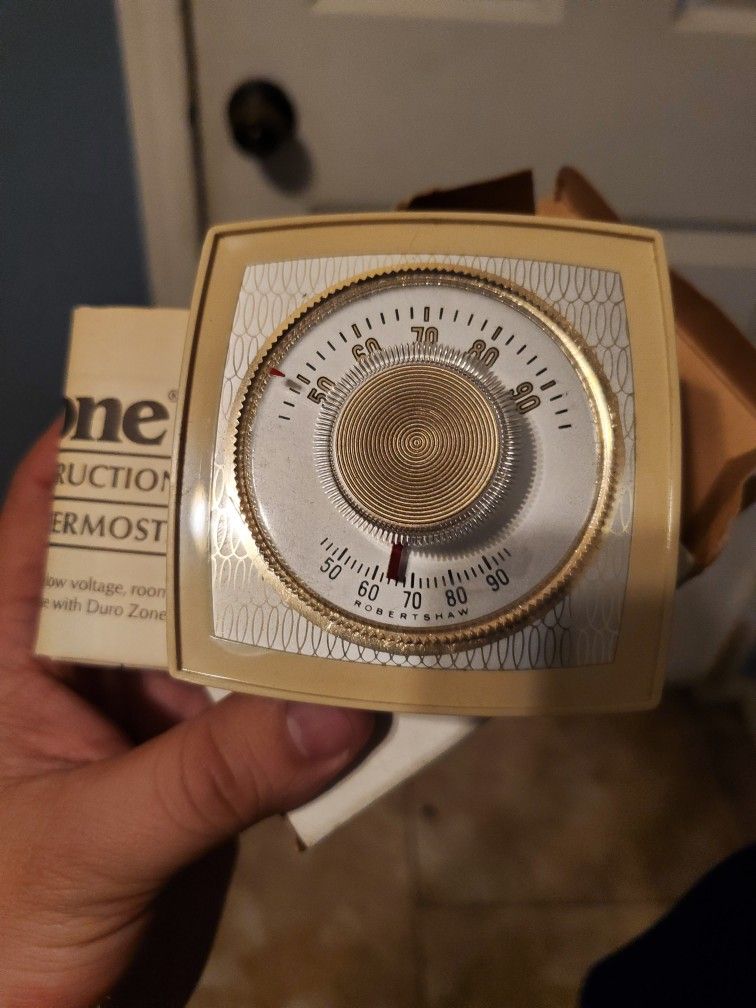 50 60 70 80 90
50 60 70 80 90
ROBERTSHAW
one®
RUCTION
ERMOST
low voltage, room
e with Duro Zone